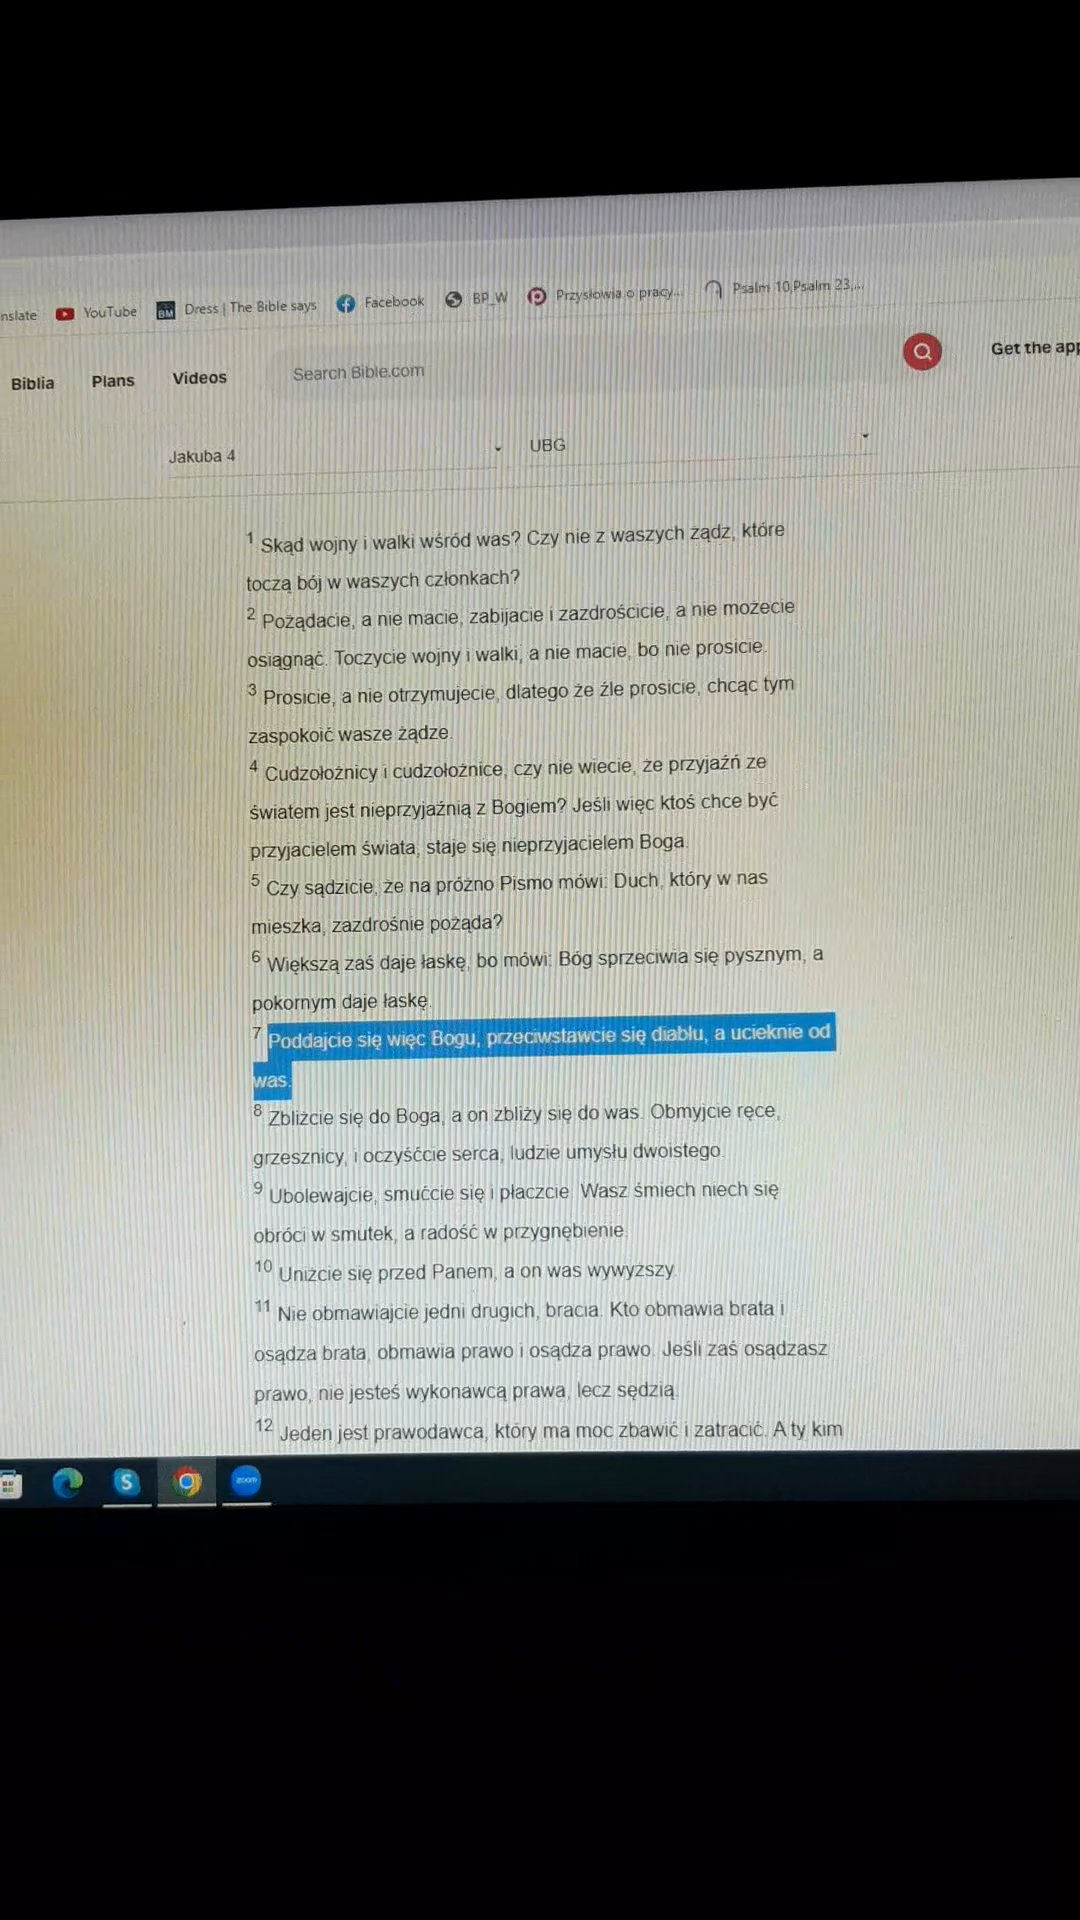 nslate YouTube Dress | The Bible says Facebook BP_W Przysłowia o pracy... Psalm 10,Psalm 23,...
Biblia Plans Videos Search Bible.com Get the app
Jakuba 4 UBG
1 Skąd wojny i walki wśród was? Czy nie z waszych żądz, które
toczą bój w waszych członkach?
2 Pożądacie, a nie macie, zabijacie i zazdrościcie, a nie możecie
osiągnąć. Toczycie wojny i walki, a nie macie, bo nie prosicie.
3 Prosicie, a nie otrzymujecie, dlatego że źle prosicie, chcąc tym
zaspokoić wasze żądze.
4 Cudzołożnicy i cudzołożnice, czy nie wiecie, że przyjaźń ze
światem jest nieprzyjaźnią z Bogiem? Jeśli więc ktoś chce być
przyjacielem świata, staje się nieprzyjacielem Boga.
5 Czy sądzicie, że na próżno Pismo mówi: Duch, który w nas
mieszka, zazdrośnie pożąda?
6 Większą zaś daje łaskę, bo mówi: Bóg sprzeciwia się pysznym, a
pokornym daje łaskę.
7 Poddajcie się więc Bogu, przeciwstawcie się diabłu, a ucieknie od
was.
8 Zbliżcie się do Boga, a on zbliży się do was. Obmyjcie ręce,
grzesznicy, i oczyśćcie serca, ludzie umysłu dwoistego.
9 Ubolewajcie, smućcie się i płaczcie. Wasz śmiech niech się
obróci w smutek, a radość w przygnębienie.
10 Uniżcie się przed Panem, a on was wywyższy.
11 Nie obmawiajcie jedni drugich, bracia. Kto obmawia brata i
osądza brata, obmawia prawo i osądza prawo. Jeśli zaś osądzasz
prawo, nie jesteś wykonawcą prawa, lecz sędzią.
12 Jeden jest prawodawca, który ma moc zbawić i zatracić. A ty kim
zoom